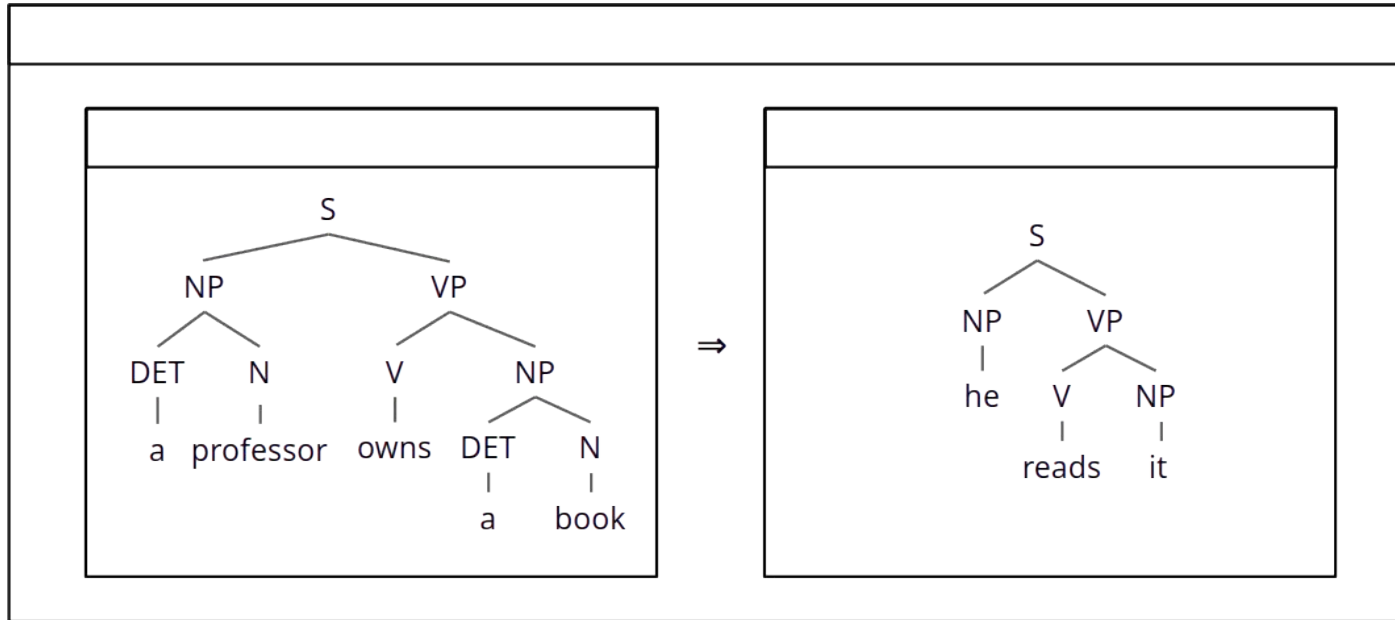 S
NP VP
DET N V NP
a professor owns DET N
a book
⇒
S
NP VP
he V NP
reads it